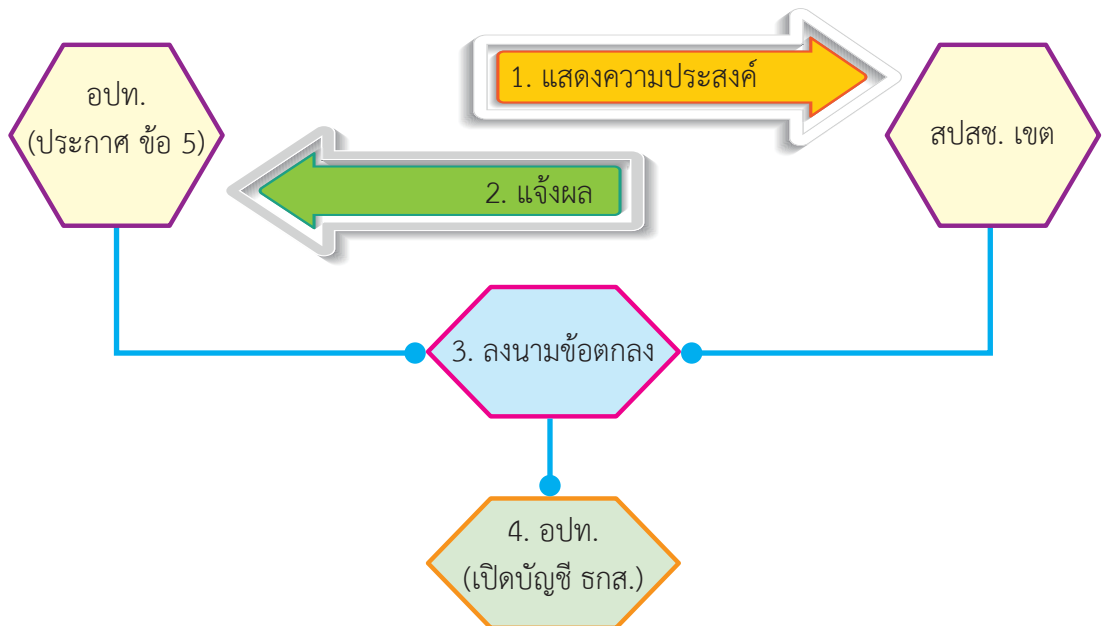 อปท.
(ประกาศ ข้อ 5)
1. แสดงความประสงค์
สปสช. เขต
2. แจ้งผล
3. ลงนามข้อตกลง
4. อปท.
(เปิดบัญชี ธกส.)